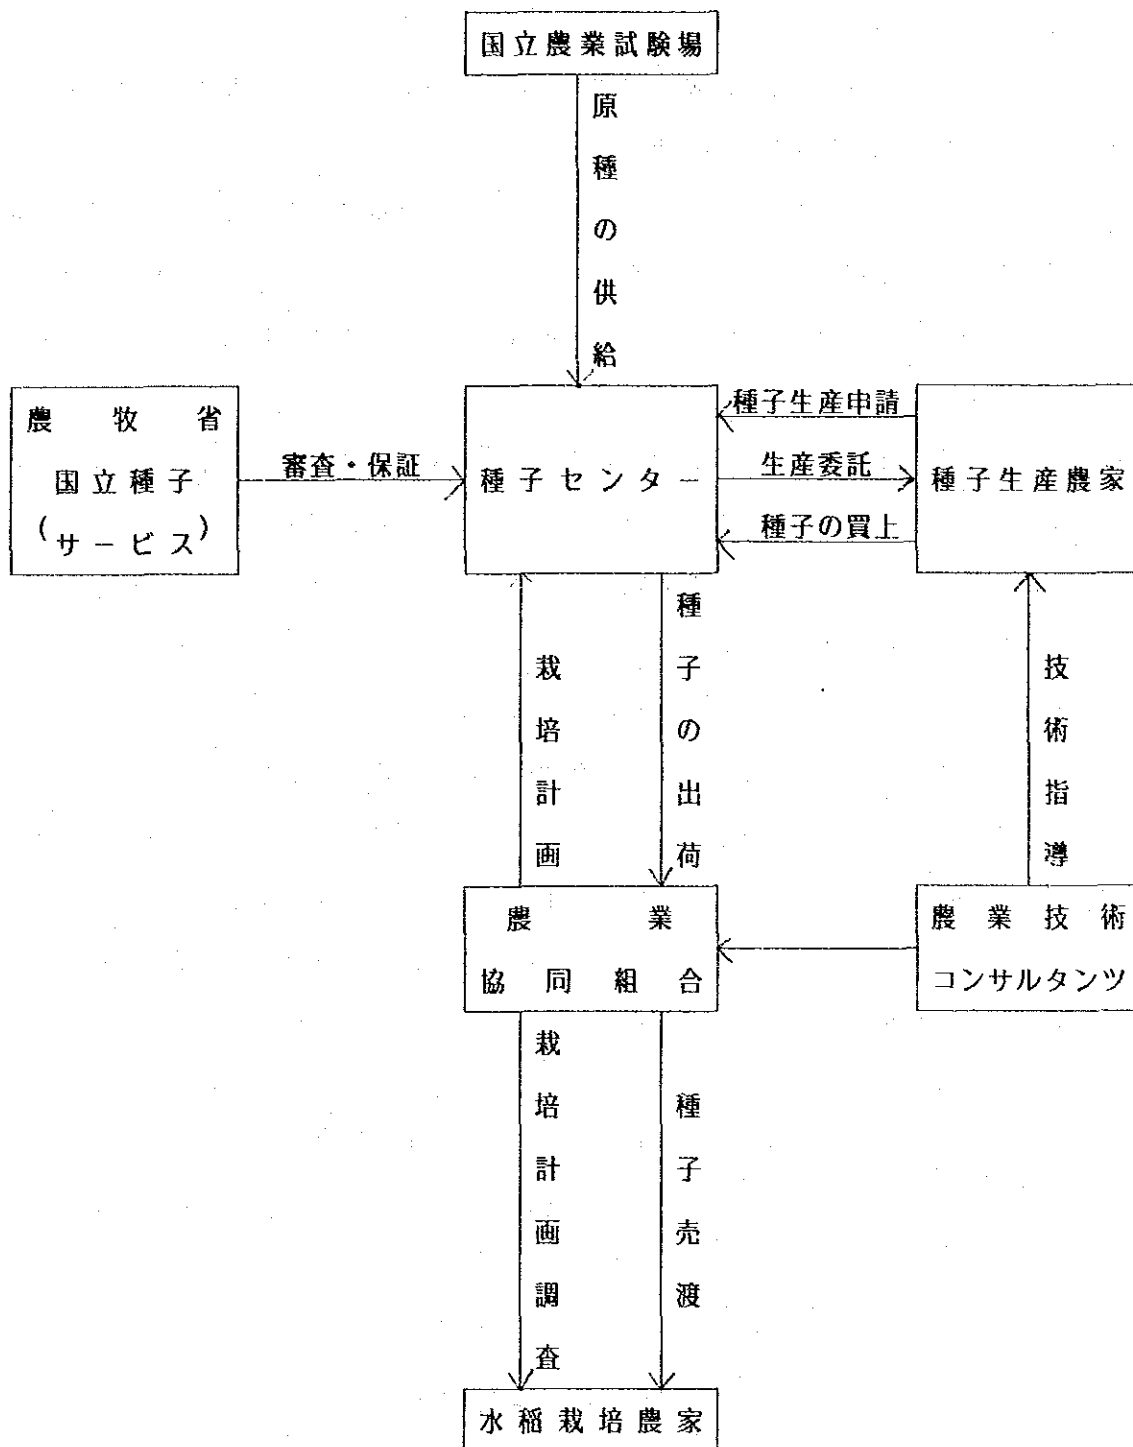 国立農業試験場
原種の供給
農牧省
国立種子
(サービス)
審査・保証
種子センター
種子生産申請
生産委託
種子の買上
種子生産農家
栽培計画
種子の出荷
技術指導
農業
協同組合
農業技術
コンサルタンツ
栽培計画調査
種子売渡
水稲栽培農家